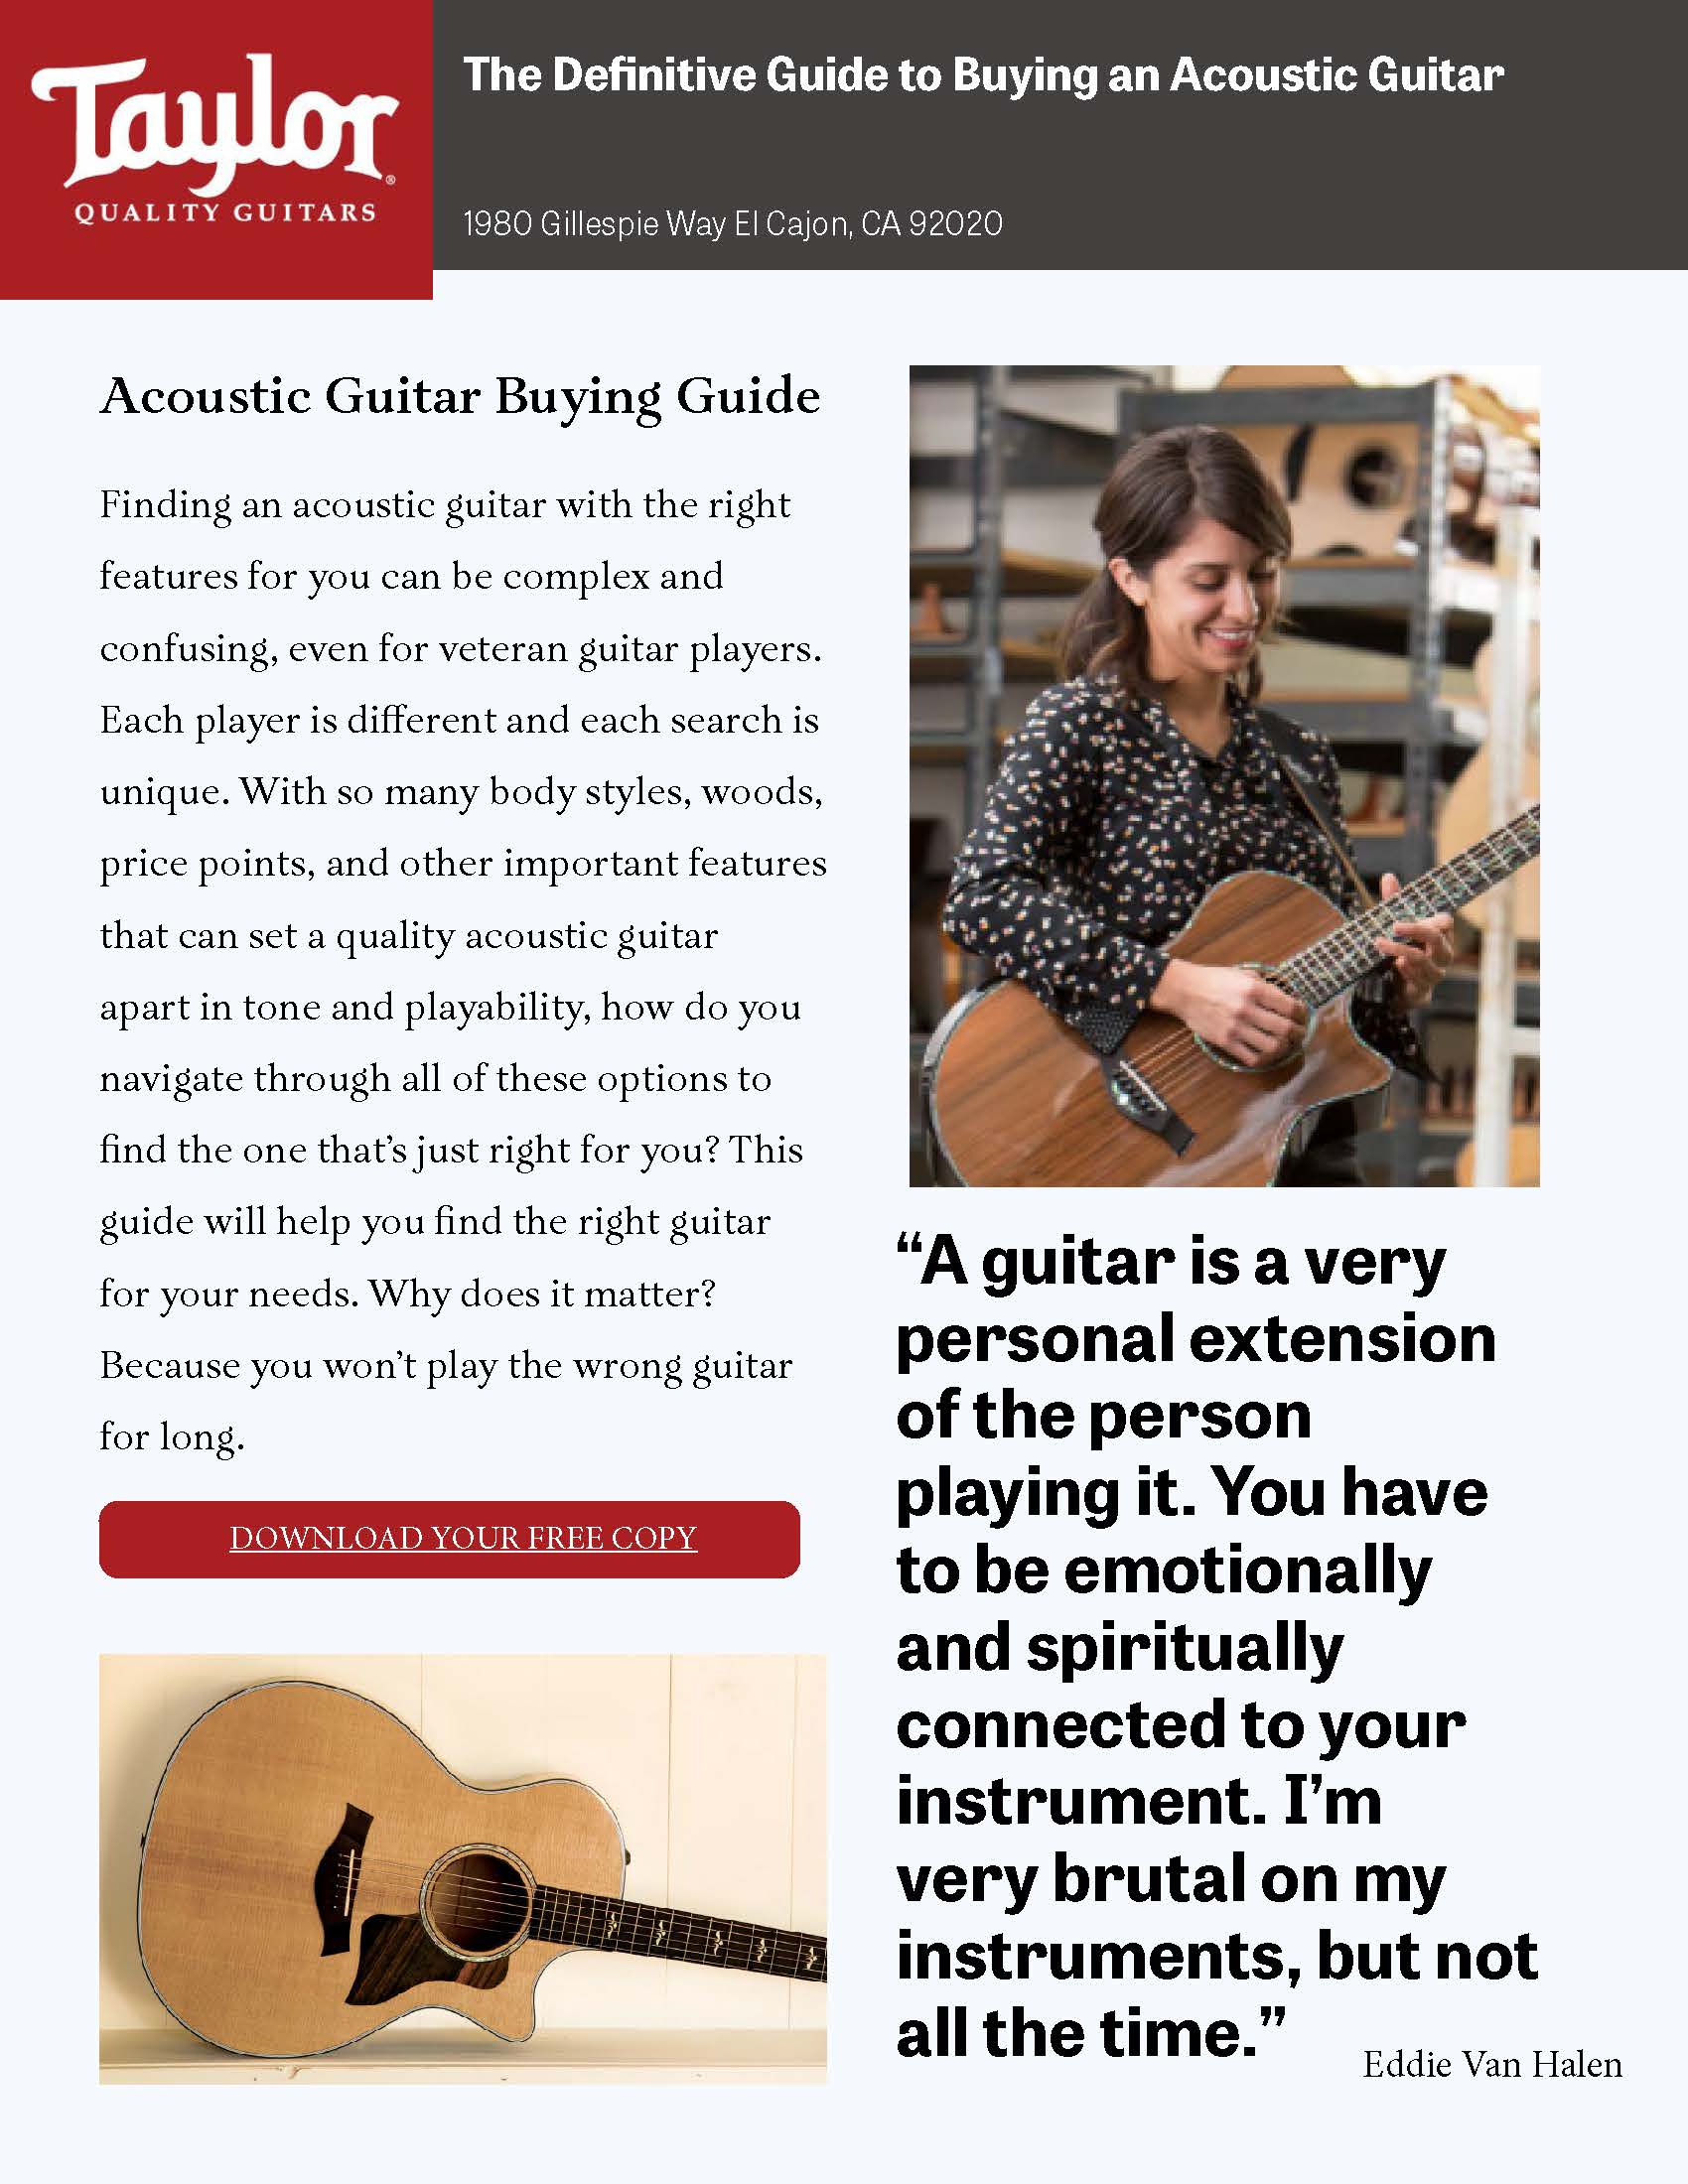 Taylor®
QUALITY GUITARS
The Definitive Guide to Buying an Acoustic Guitar
1980 Gillespie Way El Cajon, CA 92020
Acoustic Guitar Buying Guide
Finding an acoustic guitar with the right
features for you can be complex and
confusing, even for veteran guitar players.
Each player is different and each search is
unique. With so many body styles, woods,
price points, and other important features
that can set a quality acoustic guitar
apart in tone and playability, how do you
navigate through all of these options to
find the one that’s just right for you? This
guide will help you find the right guitar
for your needs. Why does it matter?
Because you won’t play the wrong guitar
for long.
DOWNLOAD YOUR FREE COPY
“A guitar is a very
personal extension
of the person
playing it. You have
to be emotionally
and spiritually
connected to your
instrument. I’m
very brutal on my
instruments, but not
all the time.”
Eddie Van Halen